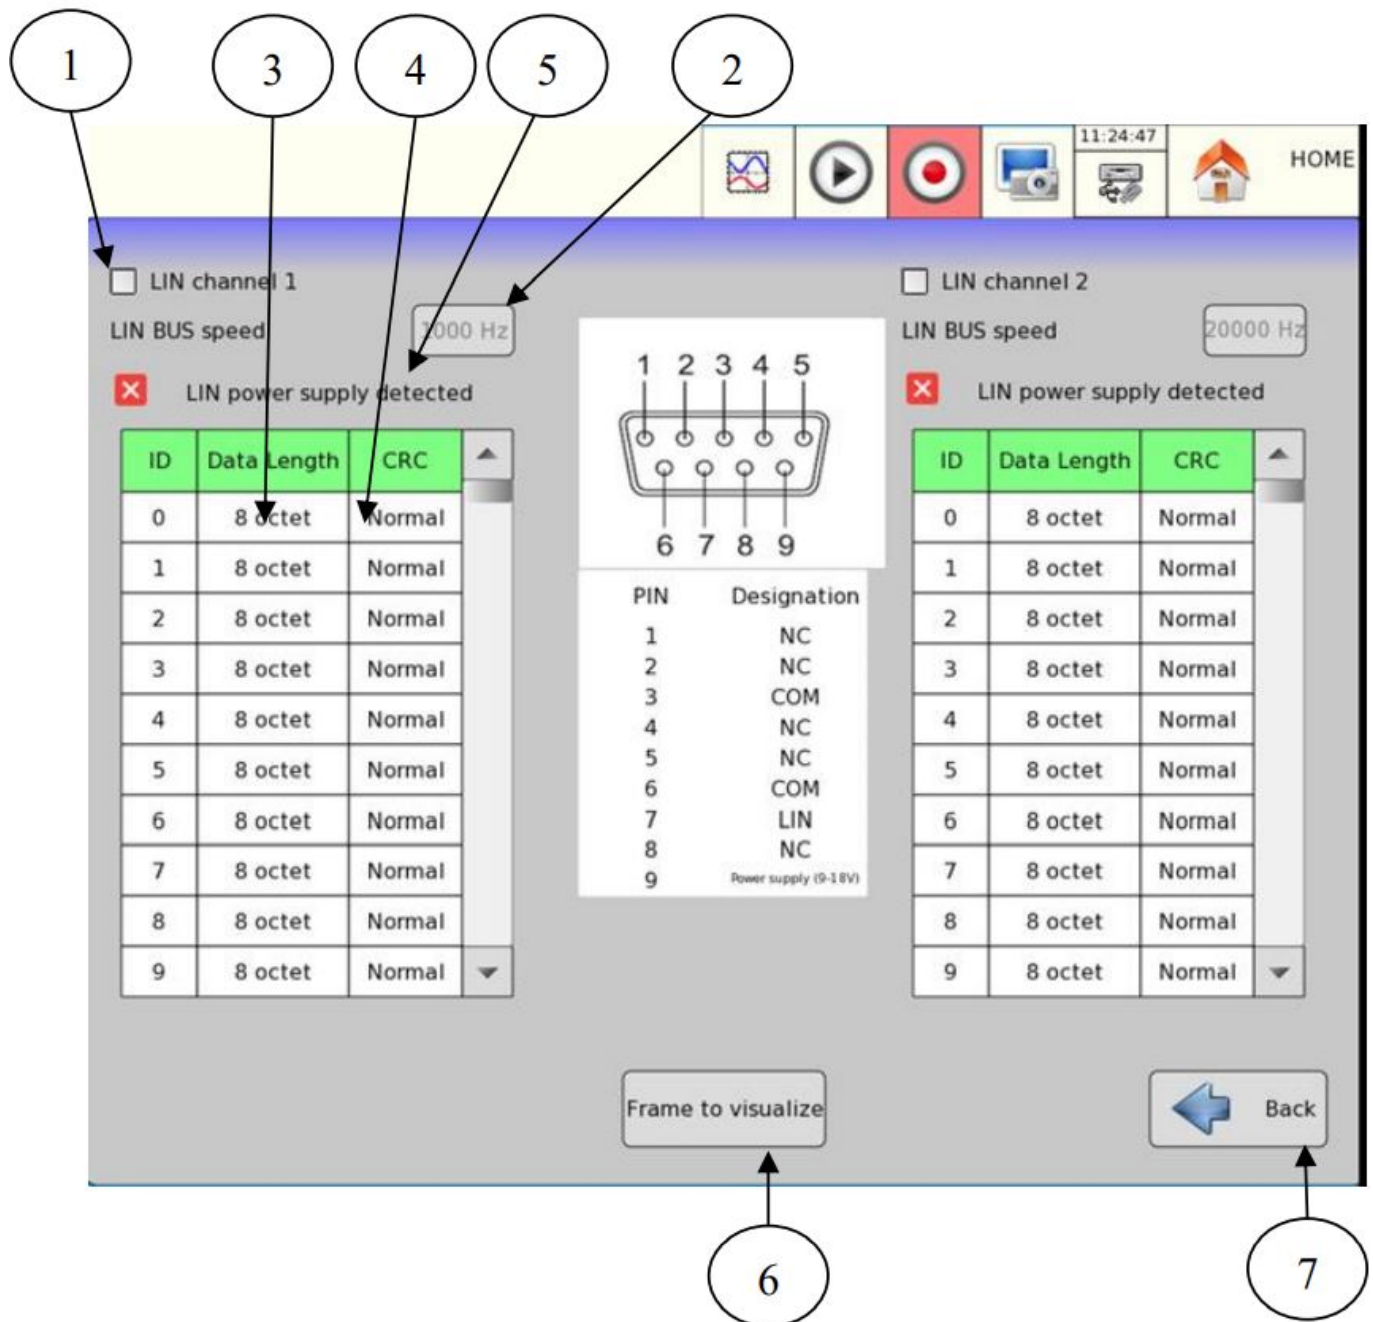 1 3 4 5 2
11:24:47
HOME
LIN channel 1
LIN BUS speed 1000 Hz
LIN power supply detected
ID Data Length CRC
0 8 octet Normal
1 8 octet Normal
2 8 octet Normal
3 8 octet Normal
4 8 octet Normal
5 8 octet Normal
6 8 octet Normal
7 8 octet Normal
8 8 octet Normal
9 8 octet Normal
1 2 3 4 5
6 7 8 9
PIN Designation
1 NC
2 NC
3 COM
4 NC
5 NC
6 COM
7 LIN
8 NC
9 Power supply (9-18V)
LIN channel 2
LIN BUS speed 20000 Hz
LIN power supply detected
ID Data Length CRC
0 8 octet Normal
1 8 octet Normal
2 8 octet Normal
3 8 octet Normal
4 8 octet Normal
5 8 octet Normal
6 8 octet Normal
7 8 octet Normal
8 8 octet Normal
9 8 octet Normal
Frame to visualize
Back
6 7